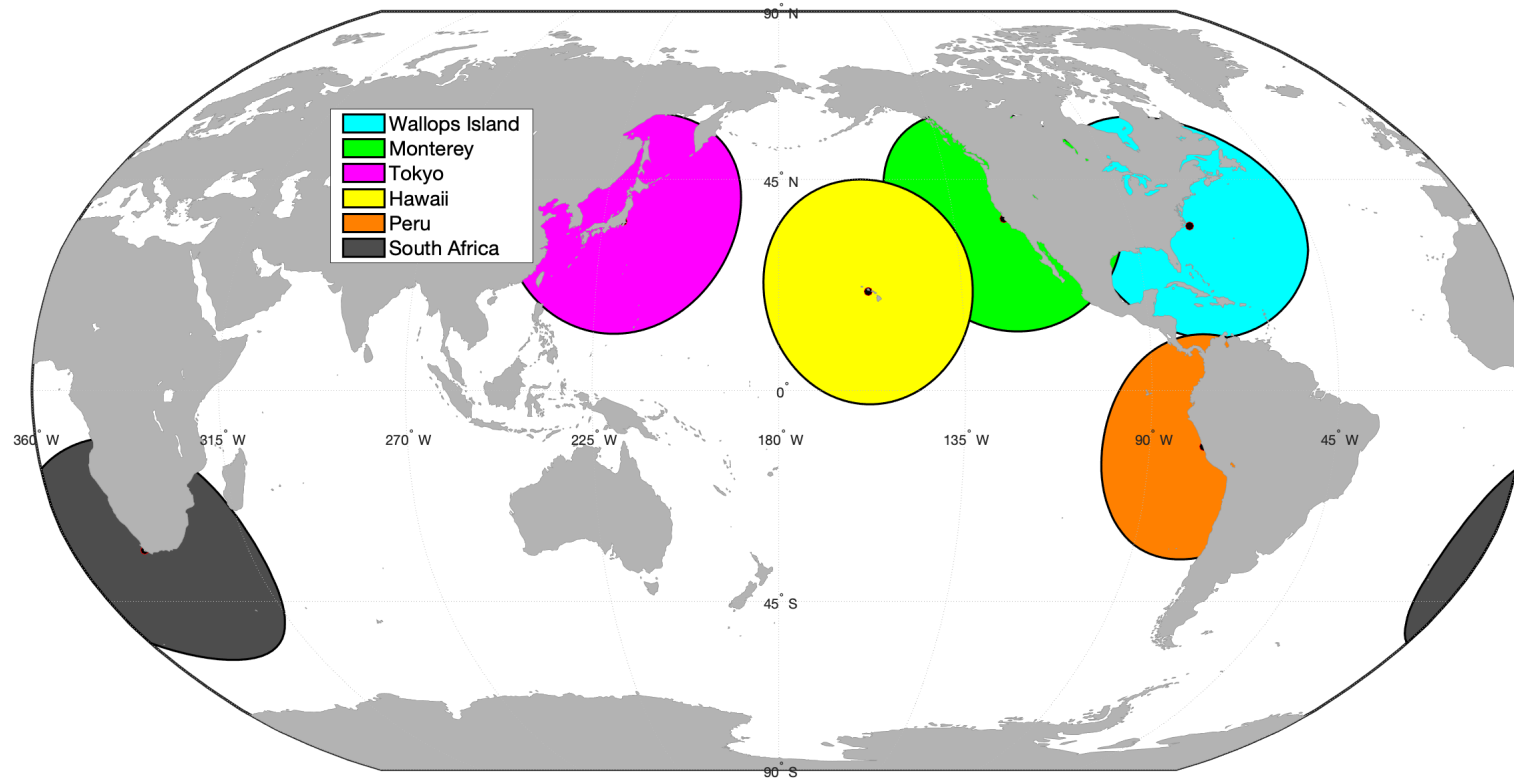 90° N
Wallops Island
Monterey
Tokyo
Hawaii
Peru
South Africa
45° N
0°
360° W 315° W 270° W 225° W 180° W 135° W 90° W 45° W
45° S
90° S